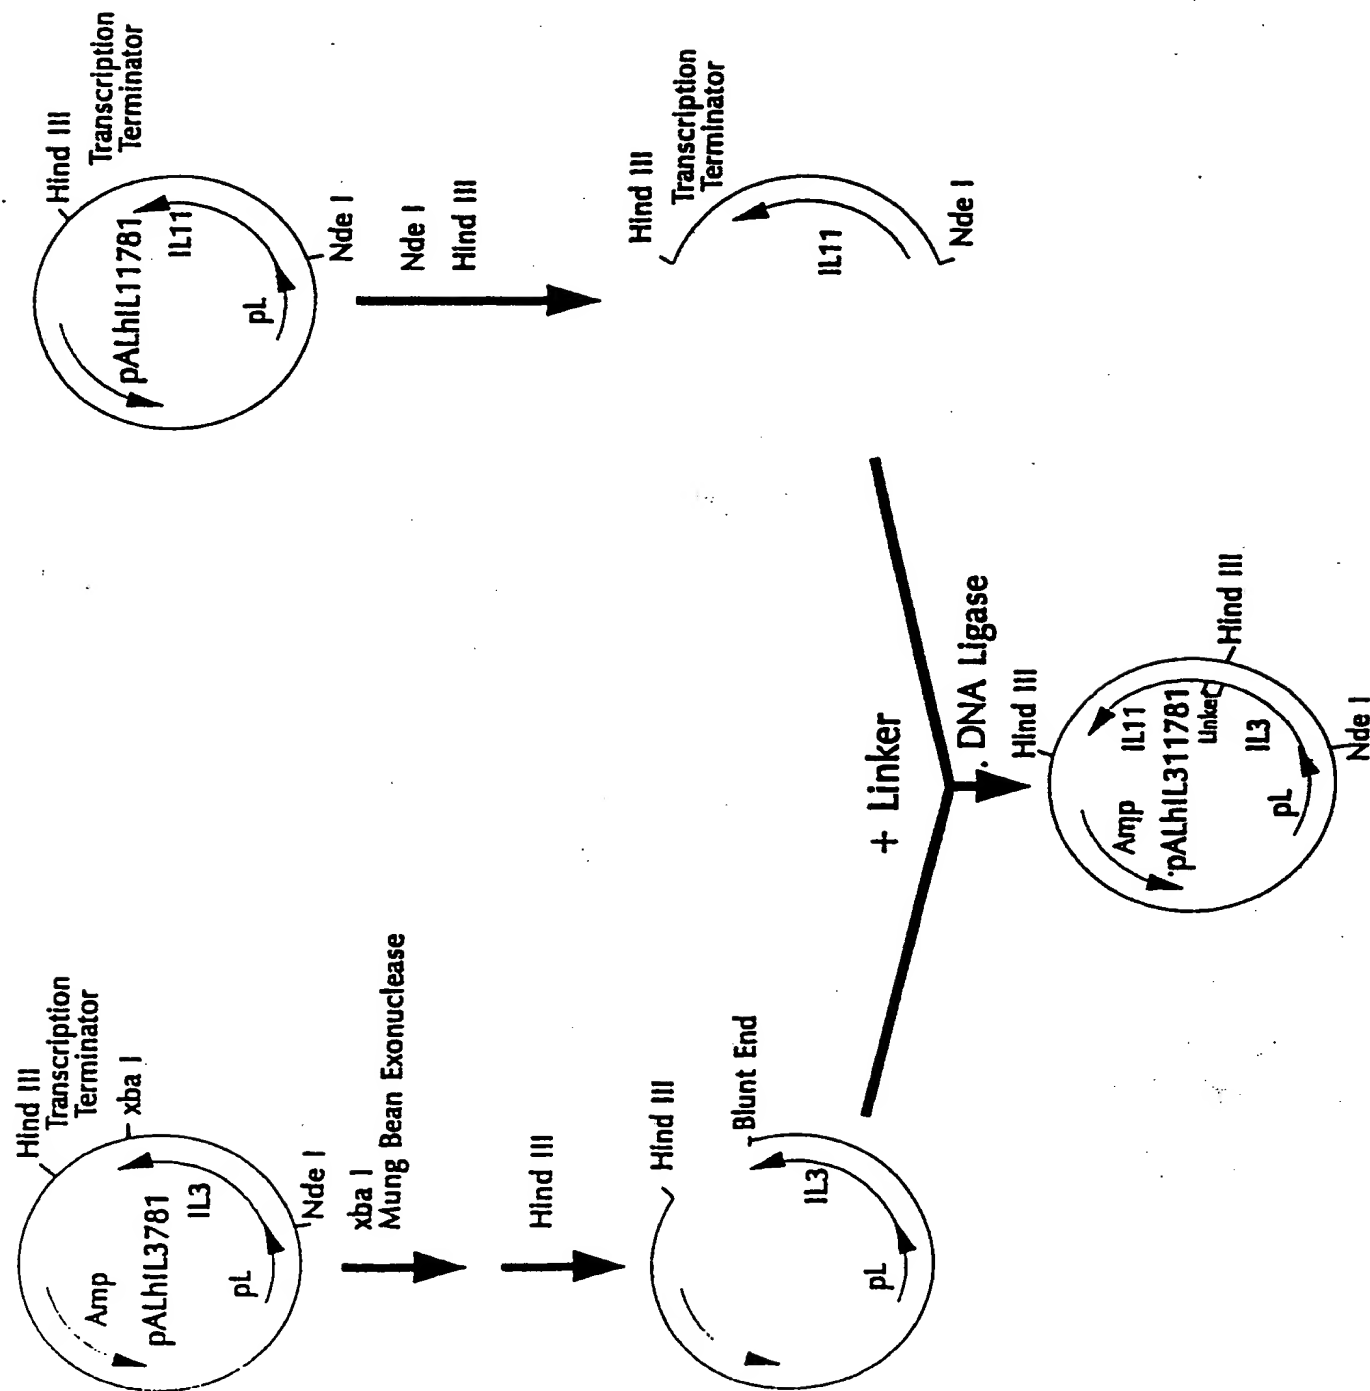 Hind III
Transcription
Terminator
xba I
Amp
pALhIL3781
IL3
pL
Nde I
xba I
Mung Bean Exonuclease
Hind III
Hind III
Blunt End
IL3
pL
Hind III
Transcription
Terminator
pALhIL11781
IL11
pL
Nde I
Nde I
Hind III
Hind III
Transcription
Terminator
IL11
Nde I
+ Linker
DNA Ligase
Hind III
Amp
IL11
pALhIL311781
Linker
Hind III
IL3
pL
Nde I